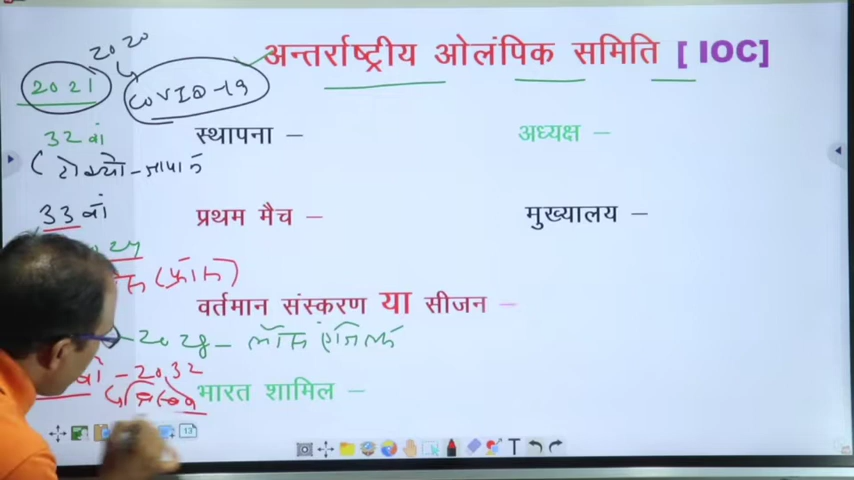 अन्तर्राष्ट्रीय ओलंपिक समिति [ IOC]
2020
2021
COVID-19
32 वां
स्थापना –
अध्यक्ष –
(टोक्यो - जापान
33 वां
प्रथम मैच –
मुख्यालय –
वर्तमान संस्करण या सीजन –
2028 –
– 2032
भारत शामिल –
13
T